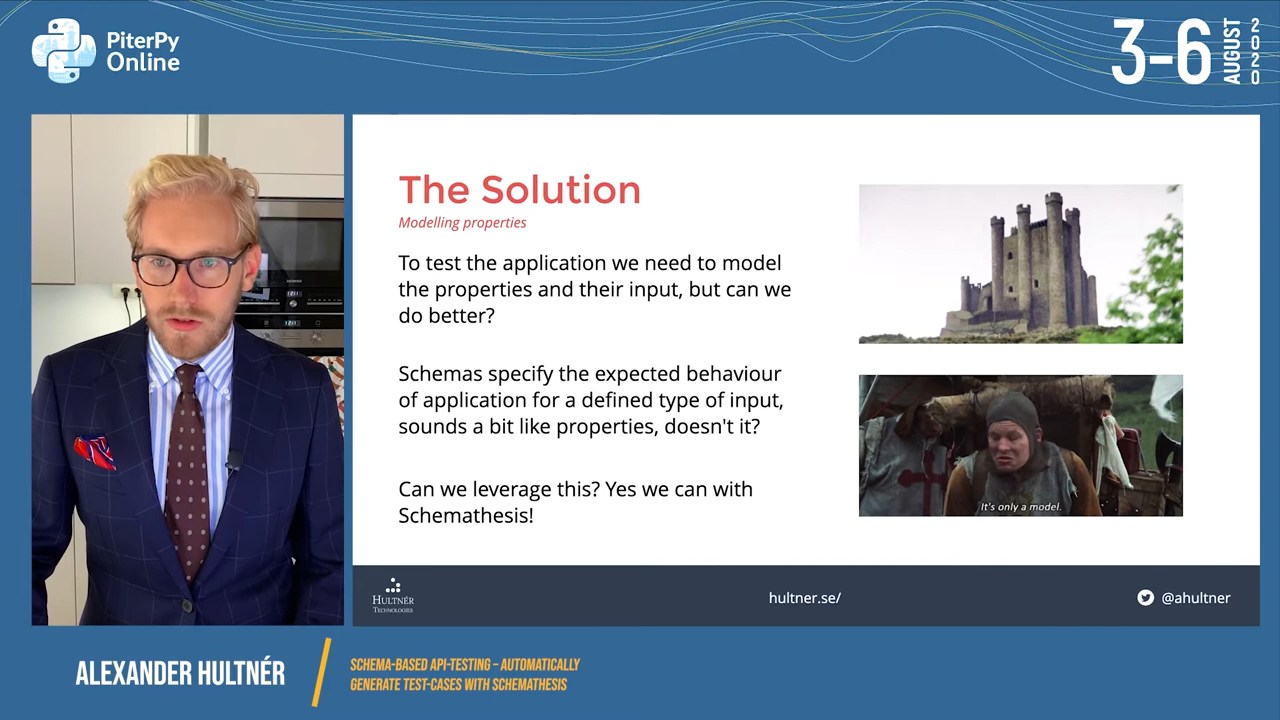 PiterPy
Online
3-6
AUGUST
2020
The Solution
Modelling properties
To test the application we need to model
the properties and their input, but can we
do better?
Schemas specify the expected behaviour
of application for a defined type of input,
sounds a bit like properties, doesn't it?
Can we leverage this? Yes we can with
Schemathesis!
It's only a model.
HULTNÉR
TECHNOLOGIES
hultner.se/
@ahultner
ALEXANDER HULTNÉR
SCHEMA-BASED API-TESTING – AUTOMATICALLY
GENERATE TEST-CASES WITH SCHEMATHESIS